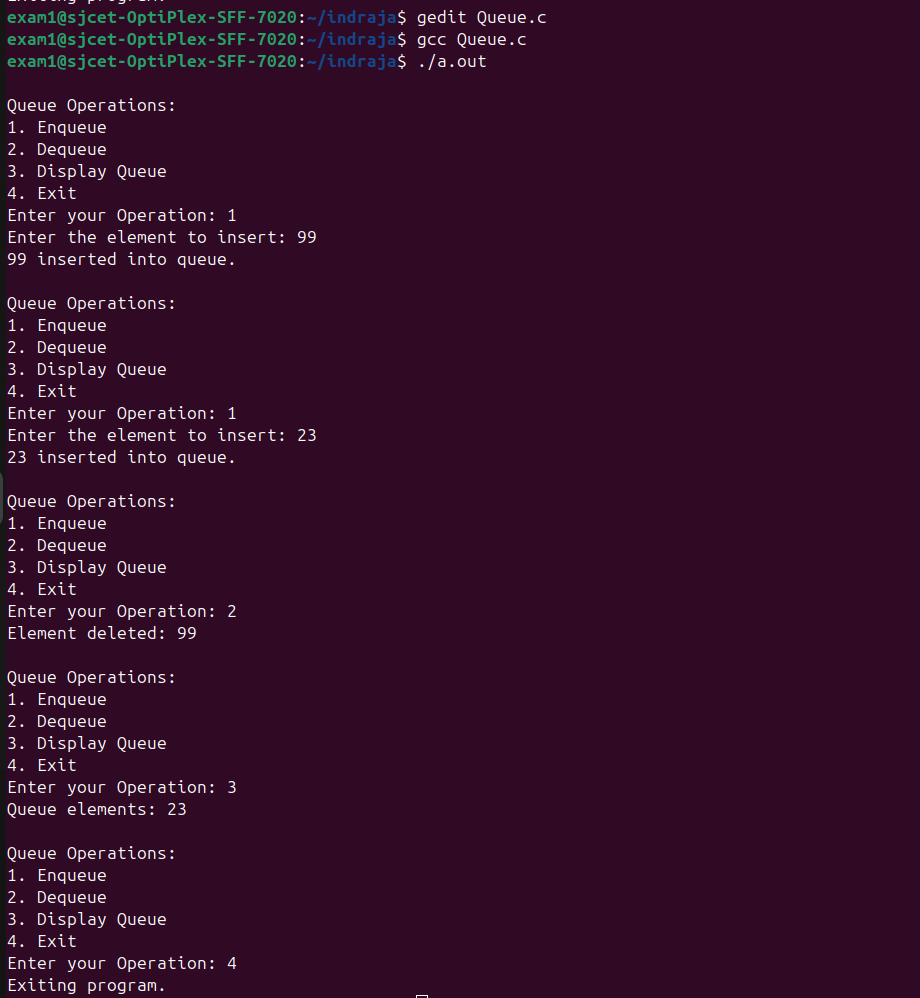 Exiting program.
exam1@sjcet-OptiPlex-SFF-7020:~/indraja$ gedit Queue.c
exam1@sjcet-OptiPlex-SFF-7020:~/indraja$ gcc Queue.c
exam1@sjcet-OptiPlex-SFF-7020:~/indraja$ ./a.out
Queue Operations:
1. Enqueue
2. Dequeue
3. Display Queue
4. Exit
Enter your Operation: 1
Enter the element to insert: 99
99 inserted into queue.
Queue Operations:
1. Enqueue
2. Dequeue
3. Display Queue
4. Exit
Enter your Operation: 1
Enter the element to insert: 23
23 inserted into queue.
Queue Operations:
1. Enqueue
2. Dequeue
3. Display Queue
4. Exit
Enter your Operation: 2
Element deleted: 99
Queue Operations:
1. Enqueue
2. Dequeue
3. Display Queue
4. Exit
Enter your Operation: 3
Queue elements: 23
Queue Operations:
1. Enqueue
2. Dequeue
3. Display Queue
4. Exit
Enter your Operation: 4
Exiting program.